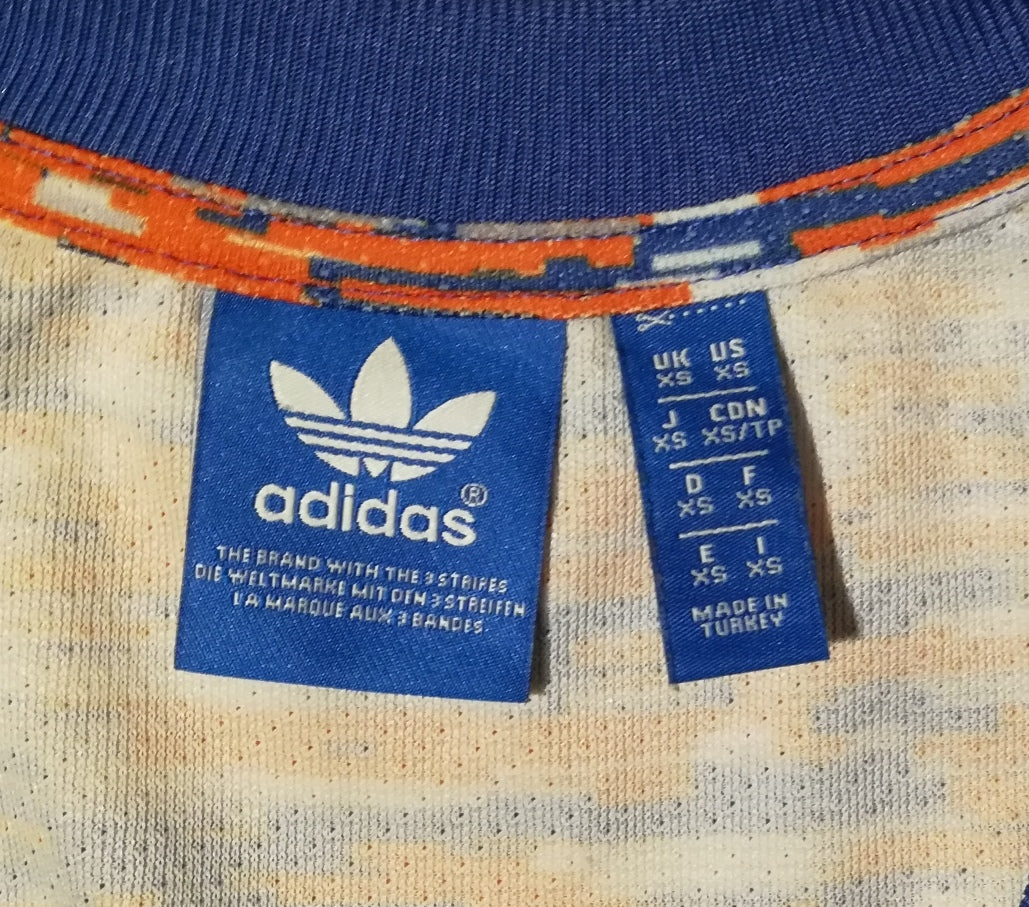 adidas®
THE BRAND WITH THE 3 STRIPES
DIE WELTMARKE MIT DEN 3 STREIFEN
LA MARQUE AUX 3 BANDES
UK US
XS XS
J CDN
XS XS/TP
D F
XS XS
E I
XS XS
MADE IN
TURKEY